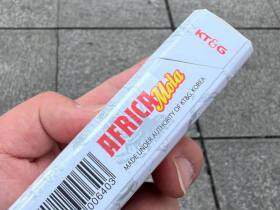 KT&G
AFRICA
Mola
MADE UNDER AUTHORITY OF KT&G, KOREA
006403